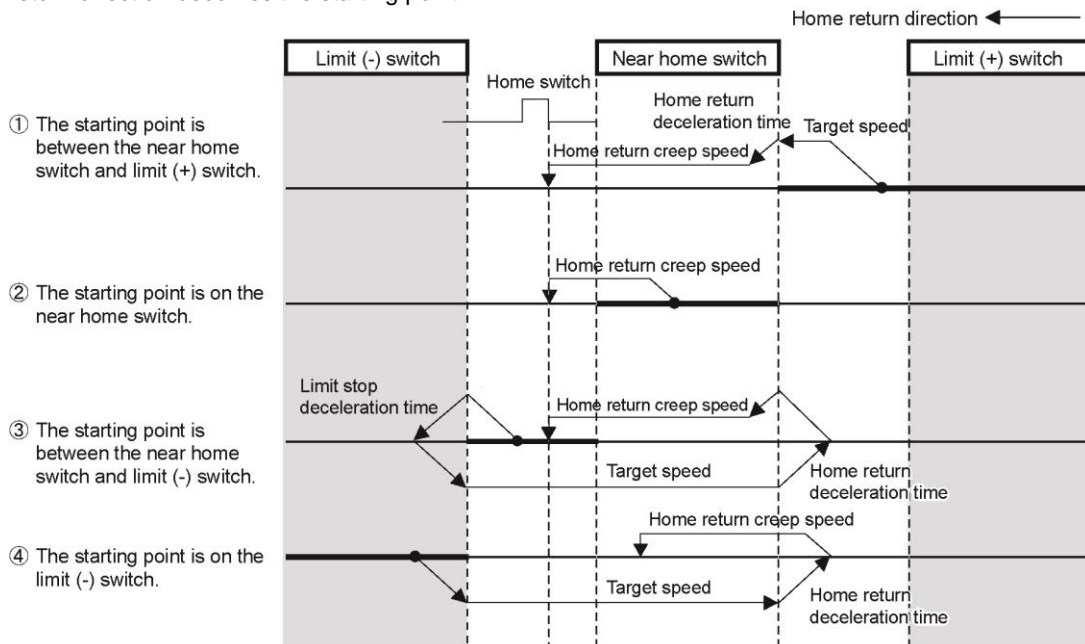 Home return direction
Limit (-) switch
Near home switch
Limit (+) switch
Home switch
① The starting point is
between the near home
switch and limit (+) switch.
Home return
deceleration time
Target speed
Home return creep speed
② The starting point is on the
near home switch.
Home return creep speed
③ The starting point is
between the near home
switch and limit (-) switch.
Limit stop
deceleration time
Home return creep speed
Target speed
Home return
deceleration time
④ The starting point is on the
limit (-) switch.
Home return creep speed
Target speed
Home return
deceleration time